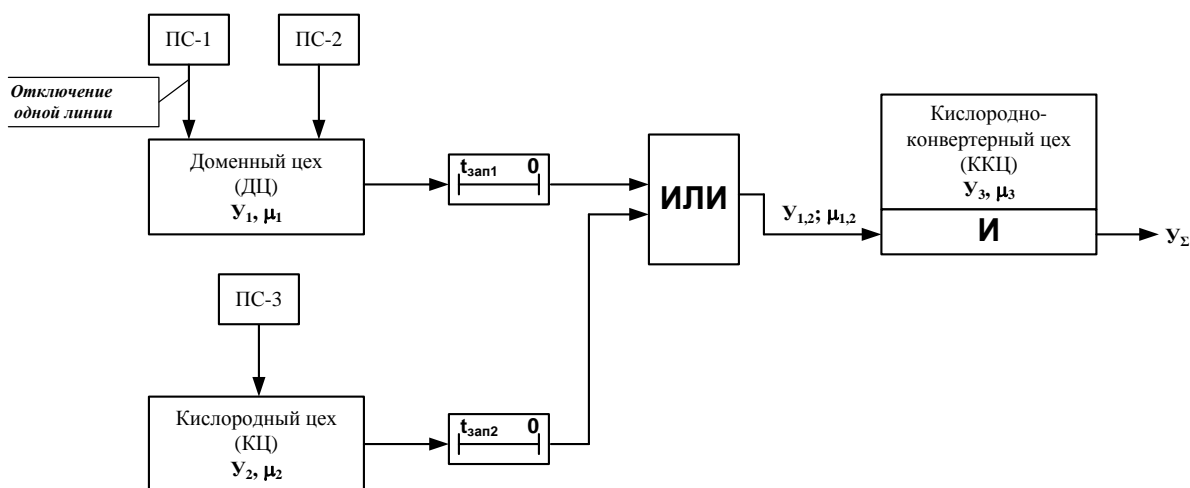 ПС-1
ПС-2
Отключение
одной линии
Доменный цех
(ДЦ)
У₁, μ₁
tзап1 0
ИЛИ
У₁,₂; μ₁,₂
Кислородно-
конвертерный цех
(ККЦ)
У₃, μ₃
И
УΣ
ПС-3
Кислородный цех
(КЦ)
У₂, μ₂
tзап2 0